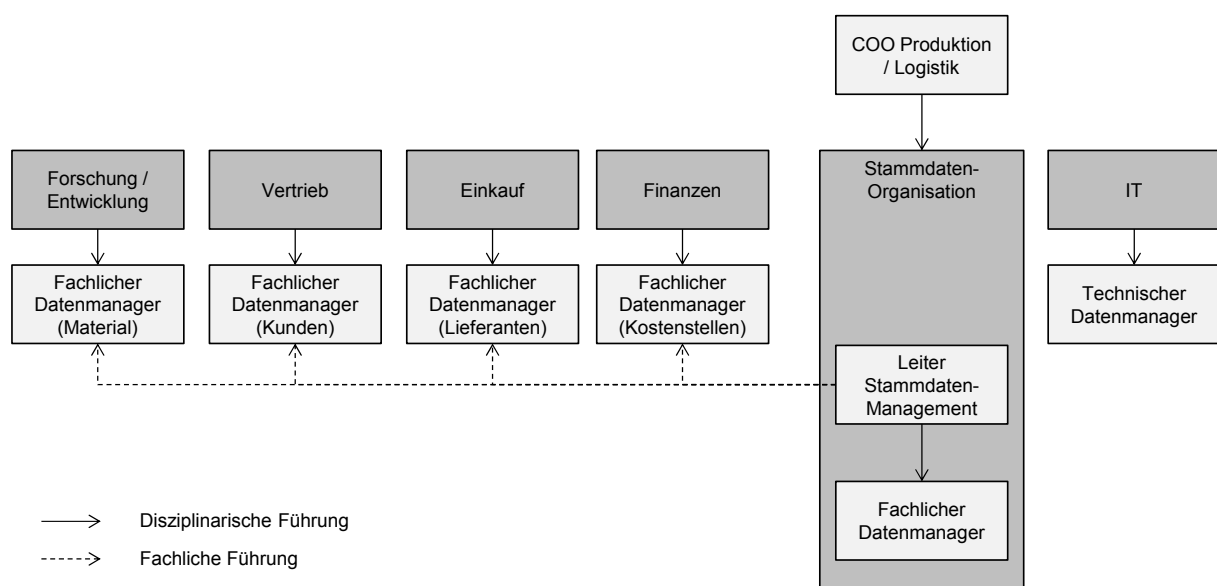 COO Produktion
/ Logistik
Forschung /
Entwicklung
Vertrieb
Einkauf
Finanzen
Stammdaten-
Organisation
IT
Fachlicher
Datenmanager
(Material)
Fachlicher
Datenmanager
(Kunden)
Fachlicher
Datenmanager
(Lieferanten)
Fachlicher
Datenmanager
(Kostenstellen)
Technischer
Datenmanager
Leiter
Stammdaten-
Management
Fachlicher
Datenmanager
Disziplinarische Führung
Fachliche Führung